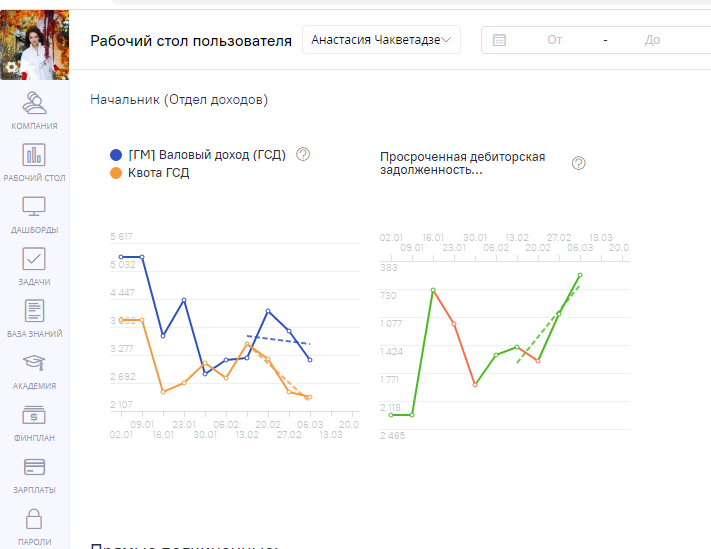 Рабочий стол пользователя
Анастасия Чакветадзе
От - До
Начальник (Отдел доходов)
КОМПАНИЯ
РАБОЧИЙ СТОЛ
ДАШБОРДЫ
ЗАДАЧИ
БАЗА ЗНАНИЙ
АКАДЕМИЯ
ФИНПЛАН
ЗАРПЛАТЫ
ПАРОЛИ
[ГМ] Валовый доход (ГСД)
Квота ГСД
5 617
5 032
4 447
3 277
2 692
2 107
09.01 23.01 06.02 20.02 06.03
02.01 16.01 30.01 13.02 27.02 20.0
Просроченная дебиторская
задолженность...
02.01 16.01 30.01 13.02 27.02 13.03
09.01 23.01 06.02 20.02 06.03 20.0
383
730
1 077
1 424
1 771
2 118
2 465